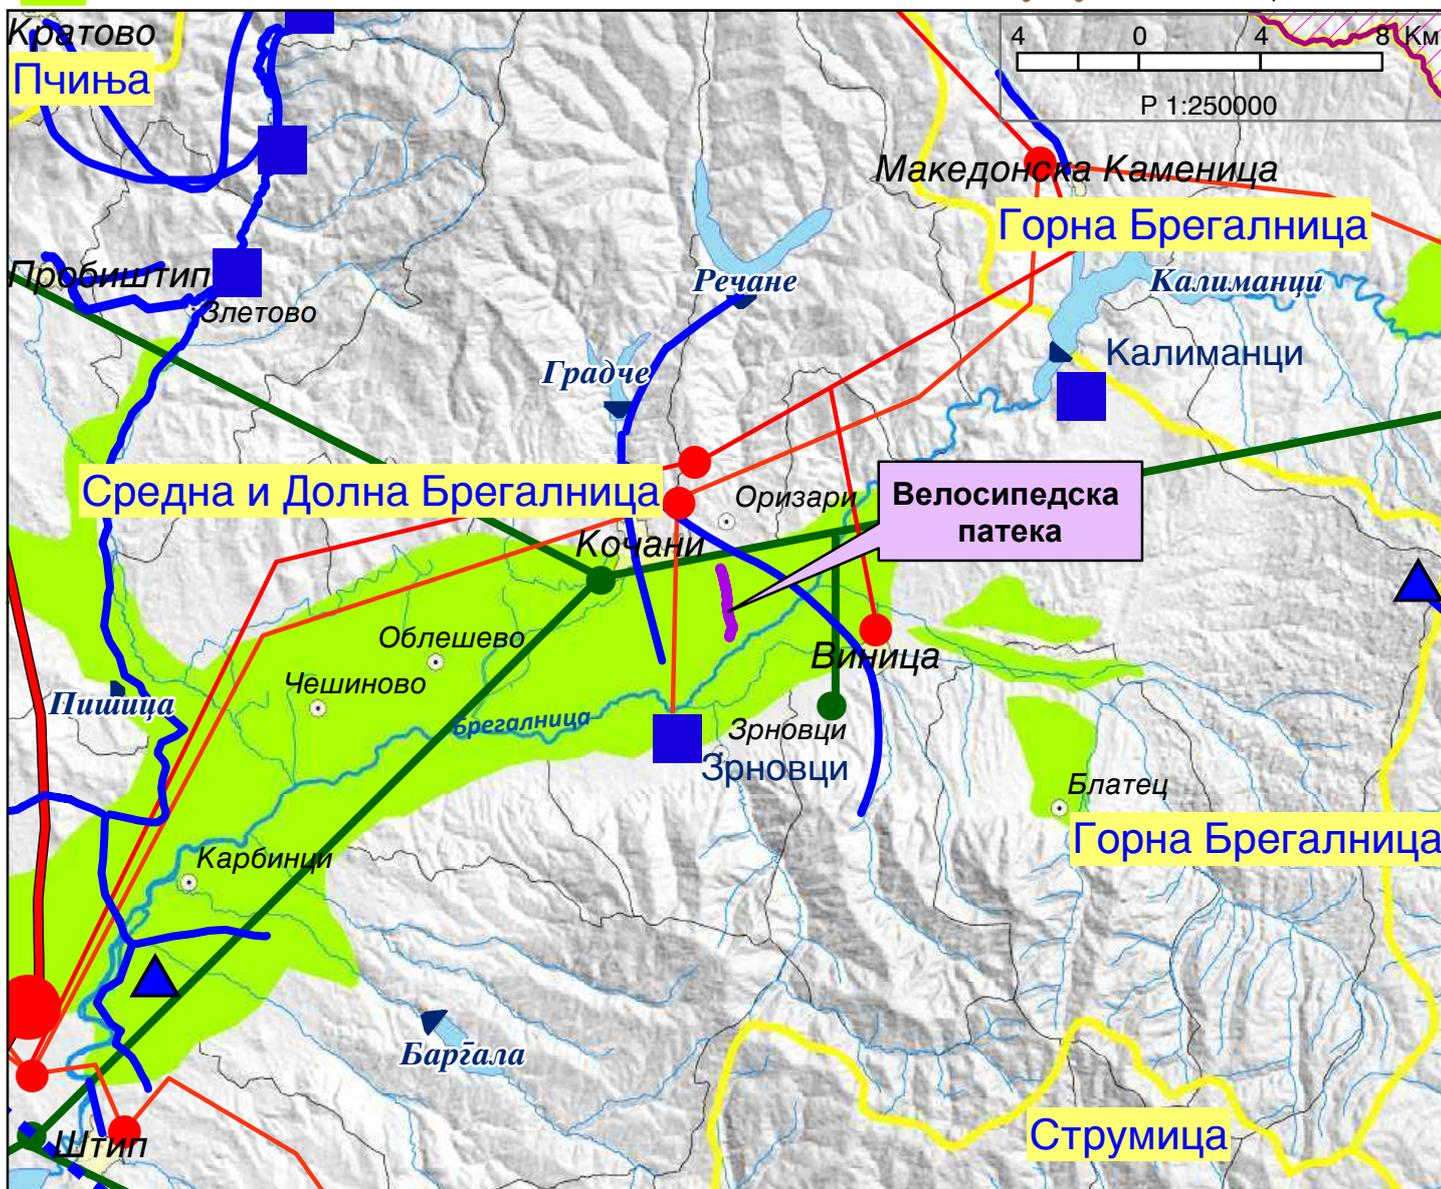 Кратово
Пчиња
4 0 4 8 Км
Р 1:250000
Македонска Каменица
Горна Брегалница
Пробиштип
Злетово
Речане
Калиманци
Калиманци
Градче
Средна и Долна Брегалница
Оризари
Велосипедска
патека
Кочани
Облешево
Виница
Чешиново
Пишица
Брегалница
Зрновци
Зрновци
Блатец
Горна Брегалница
Карбинци
Баргала
Струмица
Штип